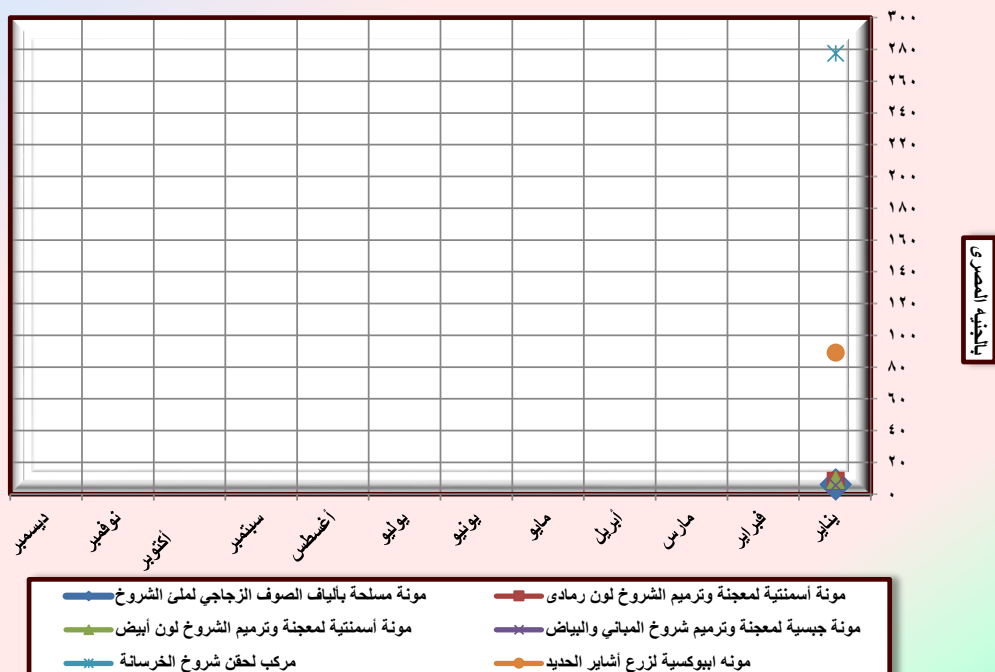 ٣٠٠
٢٨٠
٢٦٠
٢٤٠
٢٢٠
٢٠٠
١٨٠
١٦٠
١٤٠
١٢٠
١٠٠
٨٠
٦٠
٤٠
٢٠
٠
بالجنيه المصرى
يناير
فبراير
مارس
أبريل
مايو
يونيو
يوليو
أغسطس
سبتمبر
أكتوبر
نوفمبر
ديسمبر
مونة أسمنتية لمعجنة وترميم الشروخ لون رمادى
مونة مسلحة بألياف الصوف الزجاجي لملئ الشروخ
مونة جبسية لمعجنة وترميم شروخ المباني والبياض
مونة أسمنتية لمعجنة وترميم الشروخ لون أبيض
مونه ايبوكسية لزرع أشاير الحديد
مركب لحقن شروخ الخرسانة